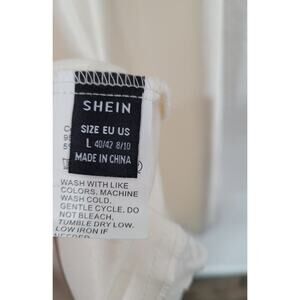 SHEIN
SIZE EU US
L 40/42 8/10
MADE IN CHINA
WASH WITH LIKE
COLORS. MACHINE
WASH COLD.
GENTLE CYCLE. DO
NOT BLEACH.
TUMBLE DRY LOW.
LOW IRON IF
NEEDED.